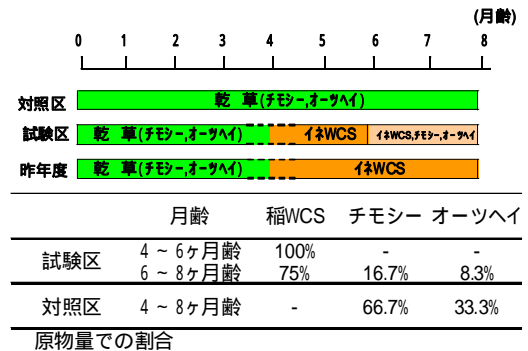 (月齢)
0 1 2 3 4 5 6 7 8
対照区 乾 草(ﾁﾓｼｰ,ｵｰﾂﾍｲ)
試験区 乾 草(ﾁﾓｼｰ,ｵｰﾂﾍｲ) ｲﾈWCS ｲﾈWCS,ﾁﾓｼｰ,ｵｰﾂﾍｲ
昨年度 乾 草(ﾁﾓｼｰ,ｵｰﾂﾍｲ) ｲﾈWCS
月齢 稲WCS チモシー オーツヘイ
試験区 4 ~ 6ヶ月齢 100% - -
6 ~ 8ヶ月齢 75% 16.7% 8.3%
対照区 4 ~ 8ヶ月齢 - 66.7% 33.3%
原物量での割合